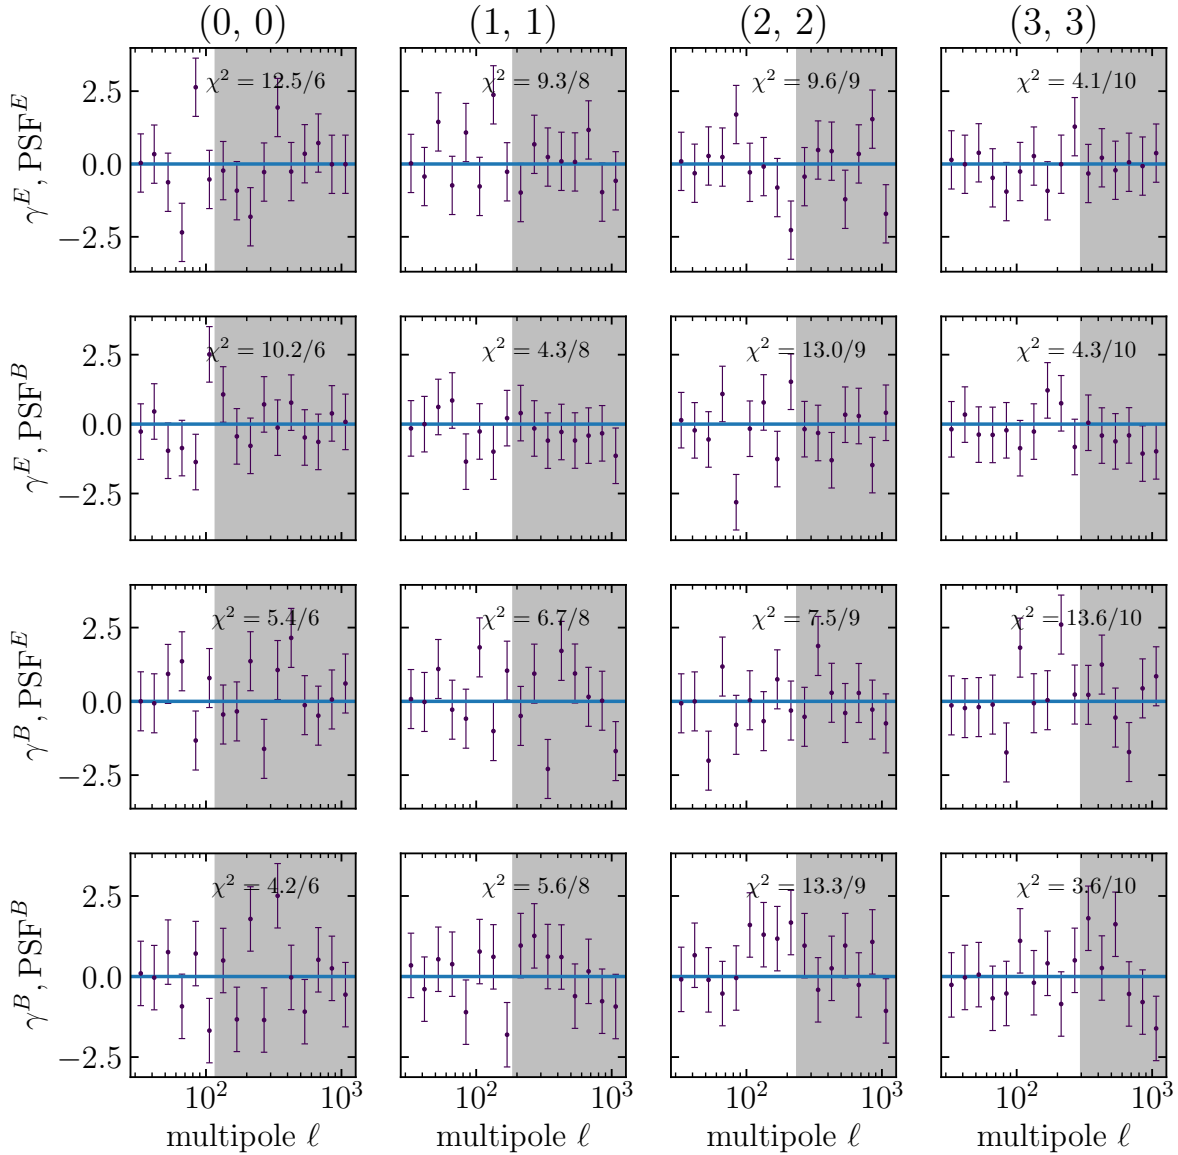 (0, 0) (1, 1) (2, 2) (3, 3)
γ^E, PSF^E
2.5
0.0
−2.5
χ² = 12.5/6
χ² = 9.3/8
χ² = 9.6/9
χ² = 4.1/10
γ^E, PSF^B
2.5
0.0
−2.5
χ² = 10.2/6
χ² = 4.3/8
χ² = 13.0/9
χ² = 4.3/10
γ^B, PSF^E
2.5
0.0
−2.5
χ² = 5.4/6
χ² = 6.7/8
χ² = 7.5/9
χ² = 13.6/10
γ^B, PSF^B
2.5
0.0
−2.5
χ² = 4.2/6
χ² = 5.6/8
χ² = 13.3/9
χ² = 3.6/10
10² 10³ 10² 10³ 10² 10³ 10² 10³
multipole ℓ multipole ℓ multipole ℓ multipole ℓ